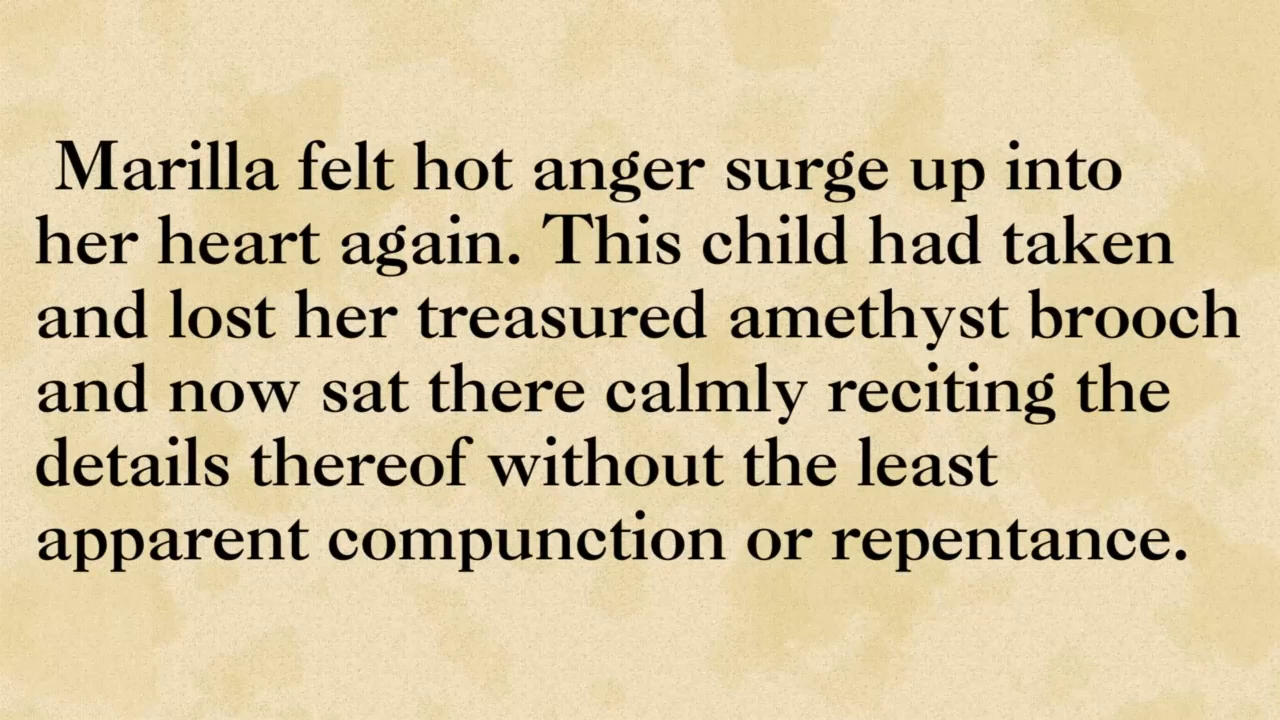 Marilla felt hot anger surge up into
her heart again. This child had taken
and lost her treasured amethyst brooch
and now sat there calmly reciting the
details thereof without the least
apparent compunction or repentance.